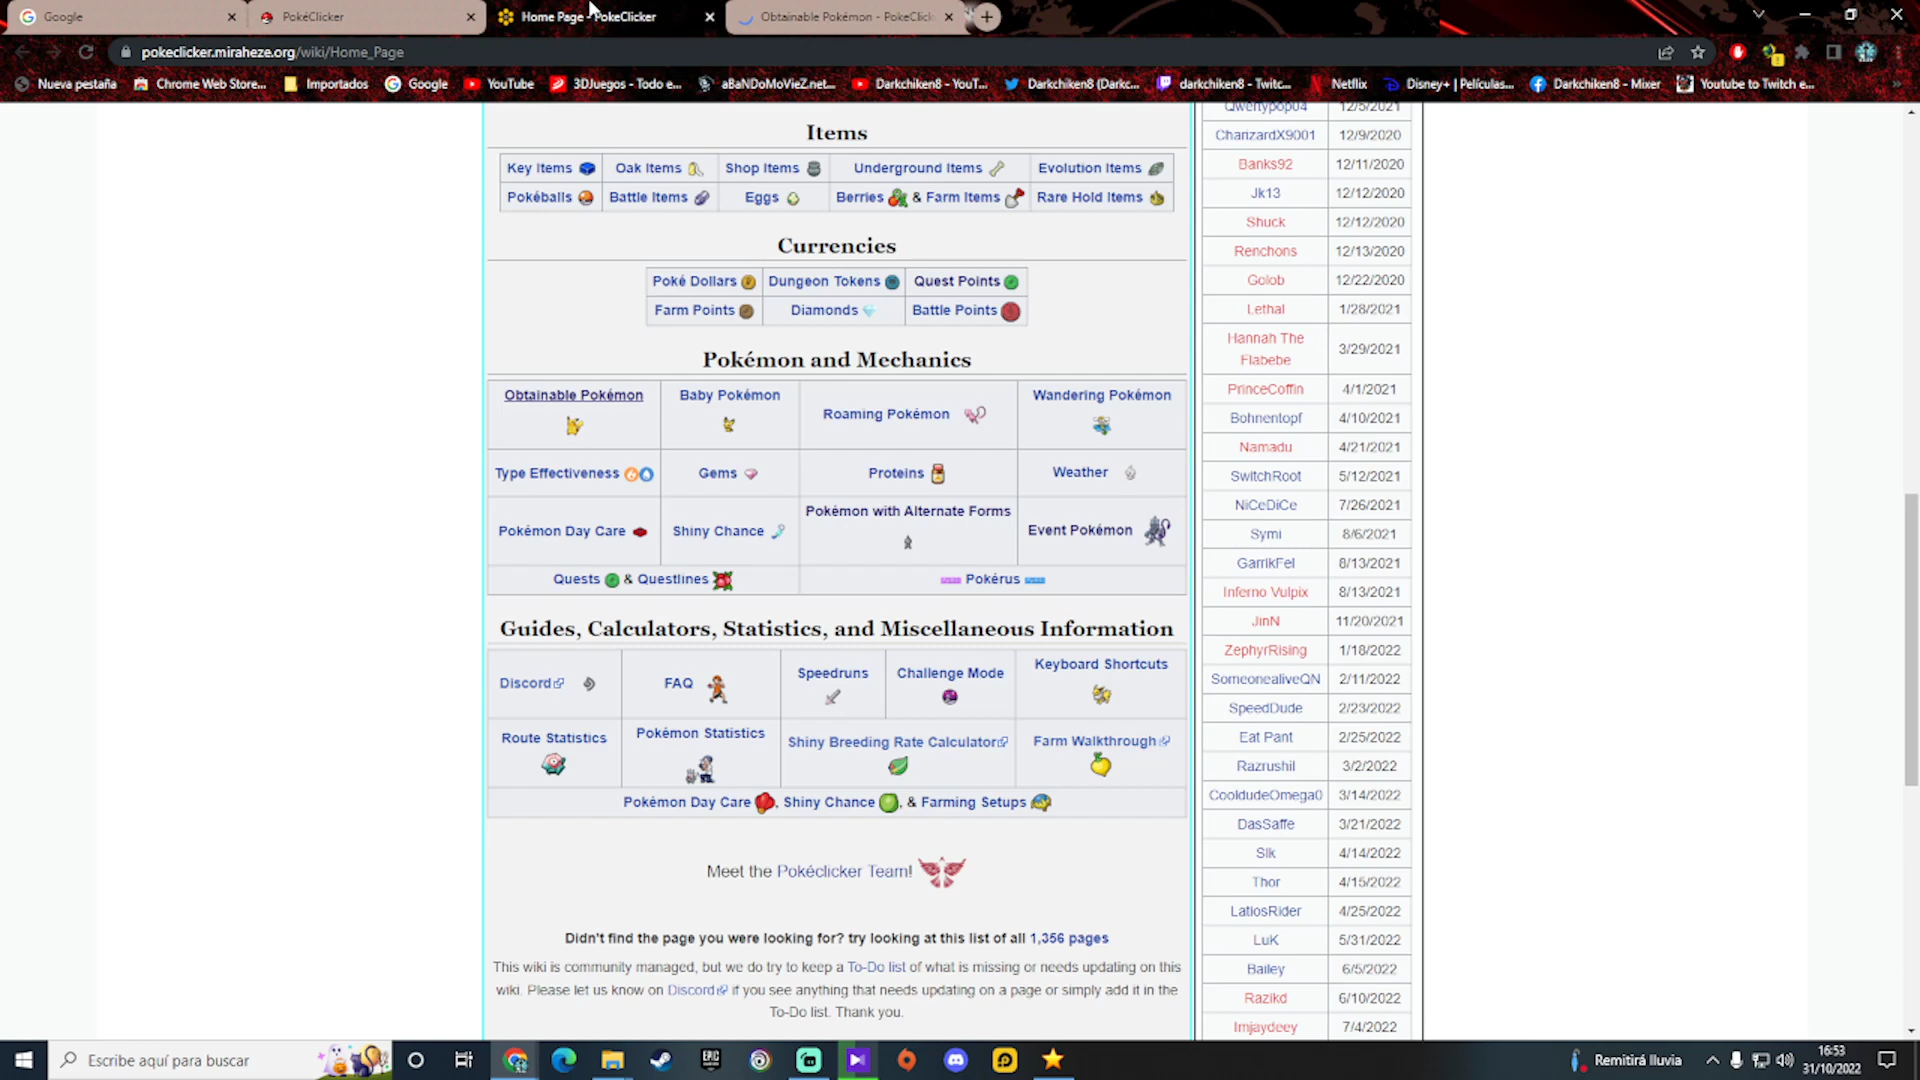 Google
PokéClicker
Home Page - PokeClicker
Obtainable Pokémon - PokeClick
pokeclicker.miraheze.org/wiki/Home_Page
Nueva pestaña
Chrome Web Store...
Importados
Google
YouTube
3DJuegos - Todo e...
aBaNDoMoVieZ.net...
Darkchiken8 - YouT...
Darkchiken8 (Darkc...
darkchiken8 - Twitc...
Netflix
Disney+ | Películas...
Darkchiken8 - Mixer
Youtube to Twitch e...
Items
Key Items
Oak Items
Shop Items
Underground Items
Evolution Items
Pokéballs
Battle Items
Eggs
Berries & Farm Items
Rare Hold Items
Currencies
Poké Dollars
Dungeon Tokens
Quest Points
Farm Points
Diamonds
Battle Points
Pokémon and Mechanics
Obtainable Pokémon
Baby Pokémon
Roaming Pokémon
Wandering Pokémon
Type Effectiveness
Gems
Proteins
Weather
Pokémon Day Care
Shiny Chance
Pokémon with Alternate Forms
Event Pokémon
Quests & Questlines
Pokérus
Guides, Calculators, Statistics, and Miscellaneous Information
Discord
FAQ
Speedruns
Challenge Mode
Keyboard Shortcuts
Route Statistics
Pokémon Statistics
Shiny Breeding Rate Calculator
Farm Walkthrough
Pokémon Day Care, Shiny Chance, & Farming Setups
Meet the Pokéclicker Team!
Didn't find the page you were looking for? try looking at this list of all 1,356 pages
This wiki is community managed, but we do try to keep a To-Do list of what is missing or needs updating on this
wiki. Please let us know on Discord if you see anything that needs updating on a page or simply add it in the
To-Do list. Thank you.
Qwertypop04 12/5/2021
CharizardX9001 12/9/2020
Banks92 12/11/2020
Jk13 12/12/2020
Shuck 12/12/2020
Renchons 12/13/2020
Golob 12/22/2020
Lethal 1/28/2021
Hannah The
Flabebe 3/29/2021
PrinceCoffin 4/1/2021
Bohnentopf 4/10/2021
Namadu 4/21/2021
SwitchRoot 5/12/2021
NiCeDiCe 7/26/2021
Symi 8/6/2021
GarrikFel 8/13/2021
Inferno Vulpix 8/13/2021
JinN 11/20/2021
ZephyrRising 1/18/2022
SomeonealiveQN 2/11/2022
SpeedDude 2/23/2022
Eat Pant 2/25/2022
Razrushil 3/2/2022
CooldudeOmega0 3/14/2022
DasSaffe 3/21/2022
Slk 4/14/2022
Thor 4/15/2022
LatiosRider 4/25/2022
LuK 5/31/2022
Bailey 6/5/2022
Razikd 6/10/2022
Imjaydeey 7/4/2022
Escribe aquí para buscar
EPIC
Remitirá lluvia
16:53
31/10/2022